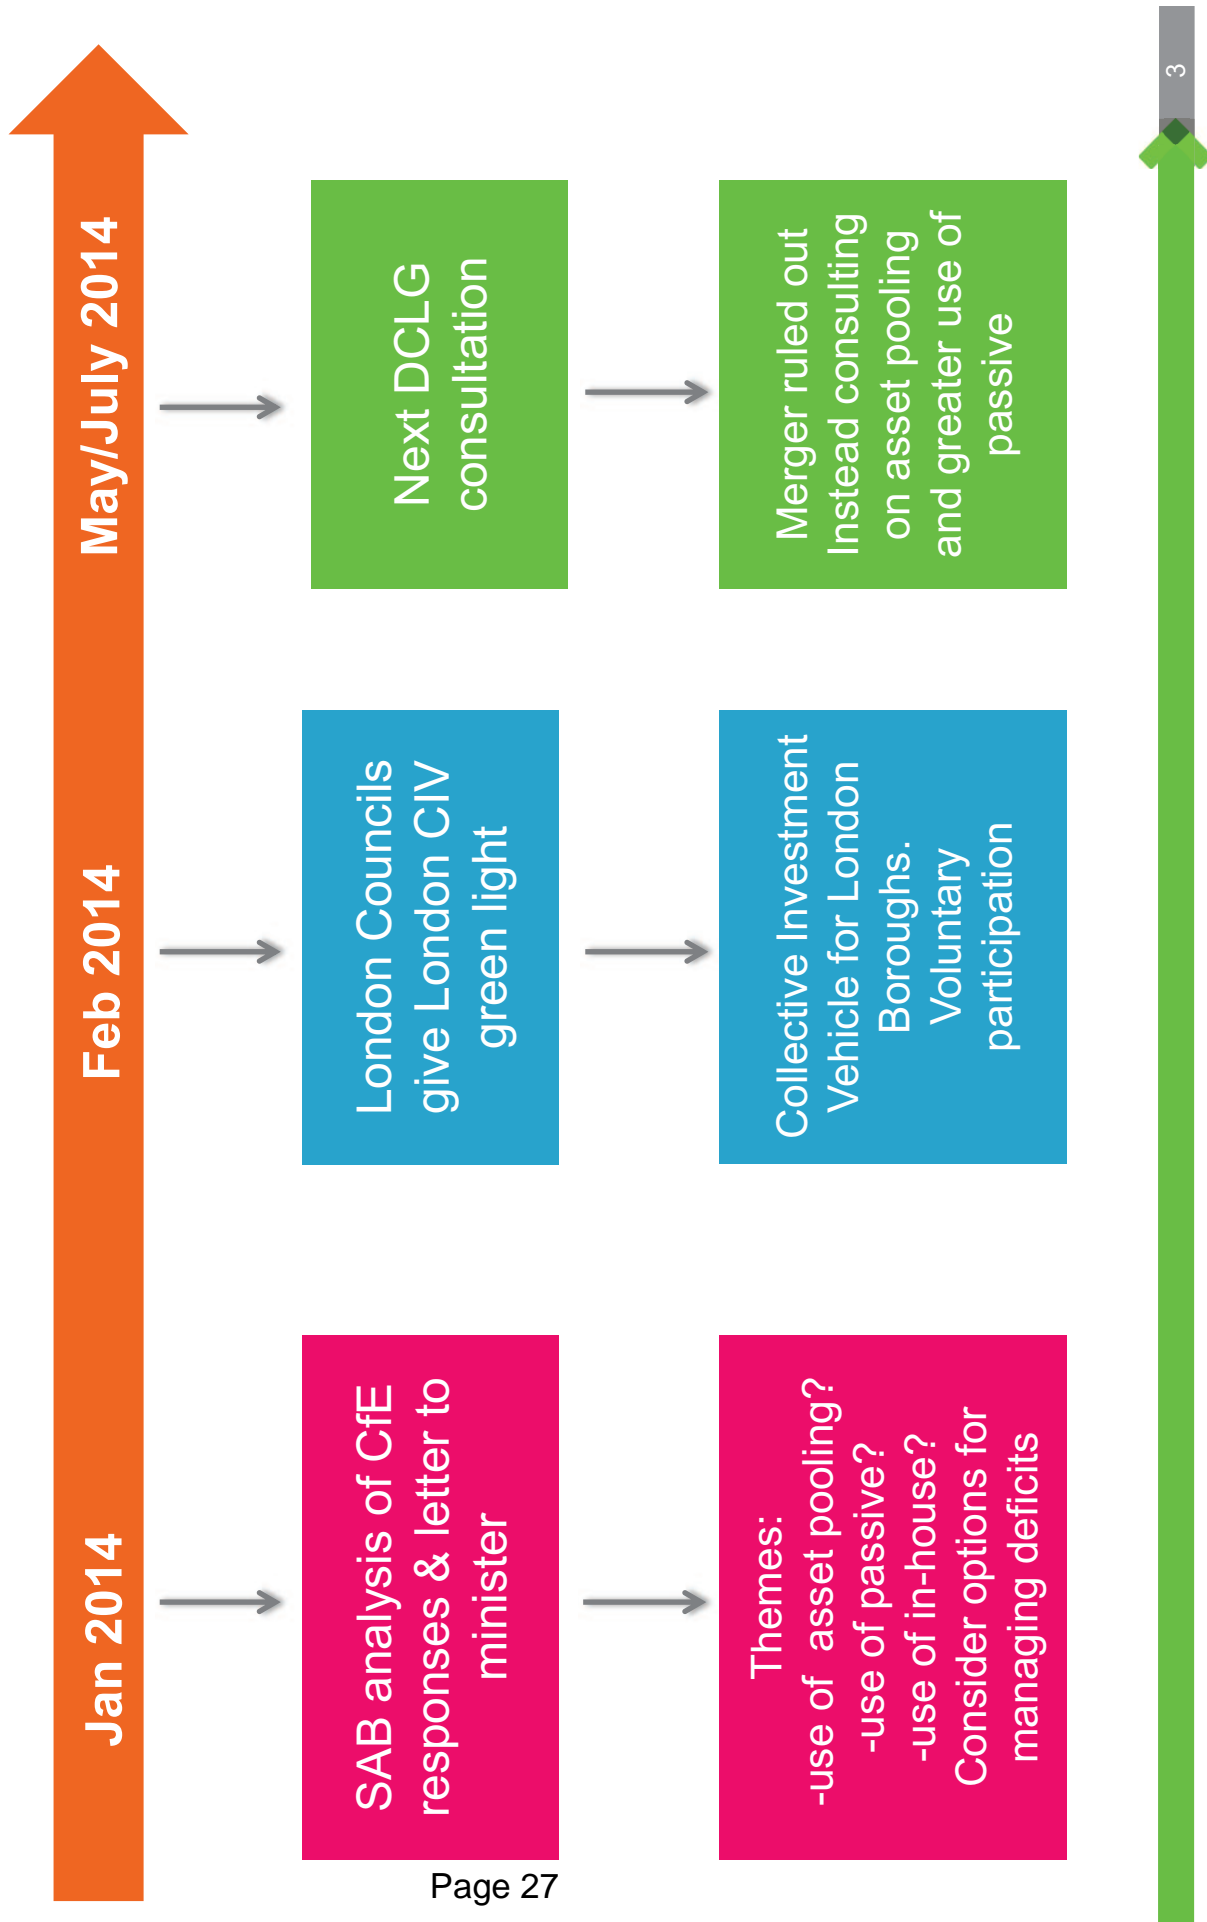 Jan 2014
Feb 2014
May/July 2014
SAB analysis of CfE
responses & letter to
minister
London Councils
give London CIV
green light
Next DCLG
consultation
Themes:
-use of  asset pooling?
-use of passive?
-use of in-house?
Consider options for
managing deficits
Collective Investment
Vehicle for London
Boroughs.
Voluntary
participation
Merger ruled out
Instead consulting
on asset pooling
and greater use of
passive
3
Page 27